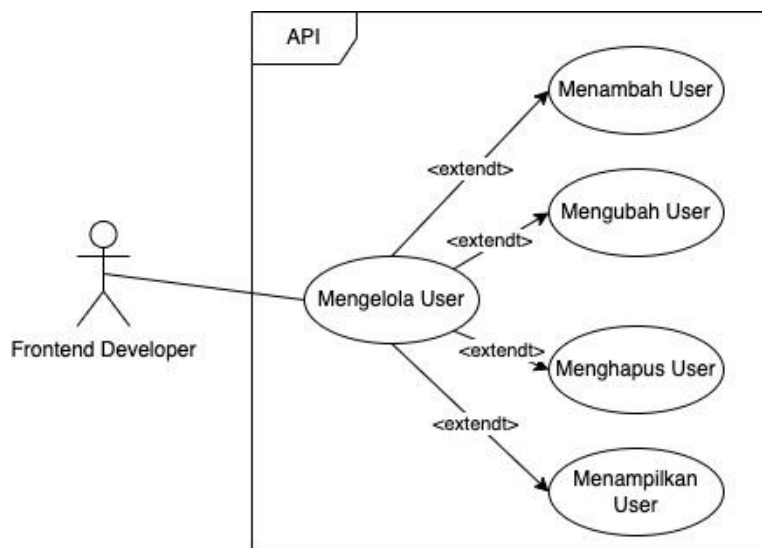 API
Menambah User
<extendt>
Mengubah User
<extendt>
Mengelola User
Frontend Developer
<extendt>
Menghapus User
<extendt>
Menampilkan
User